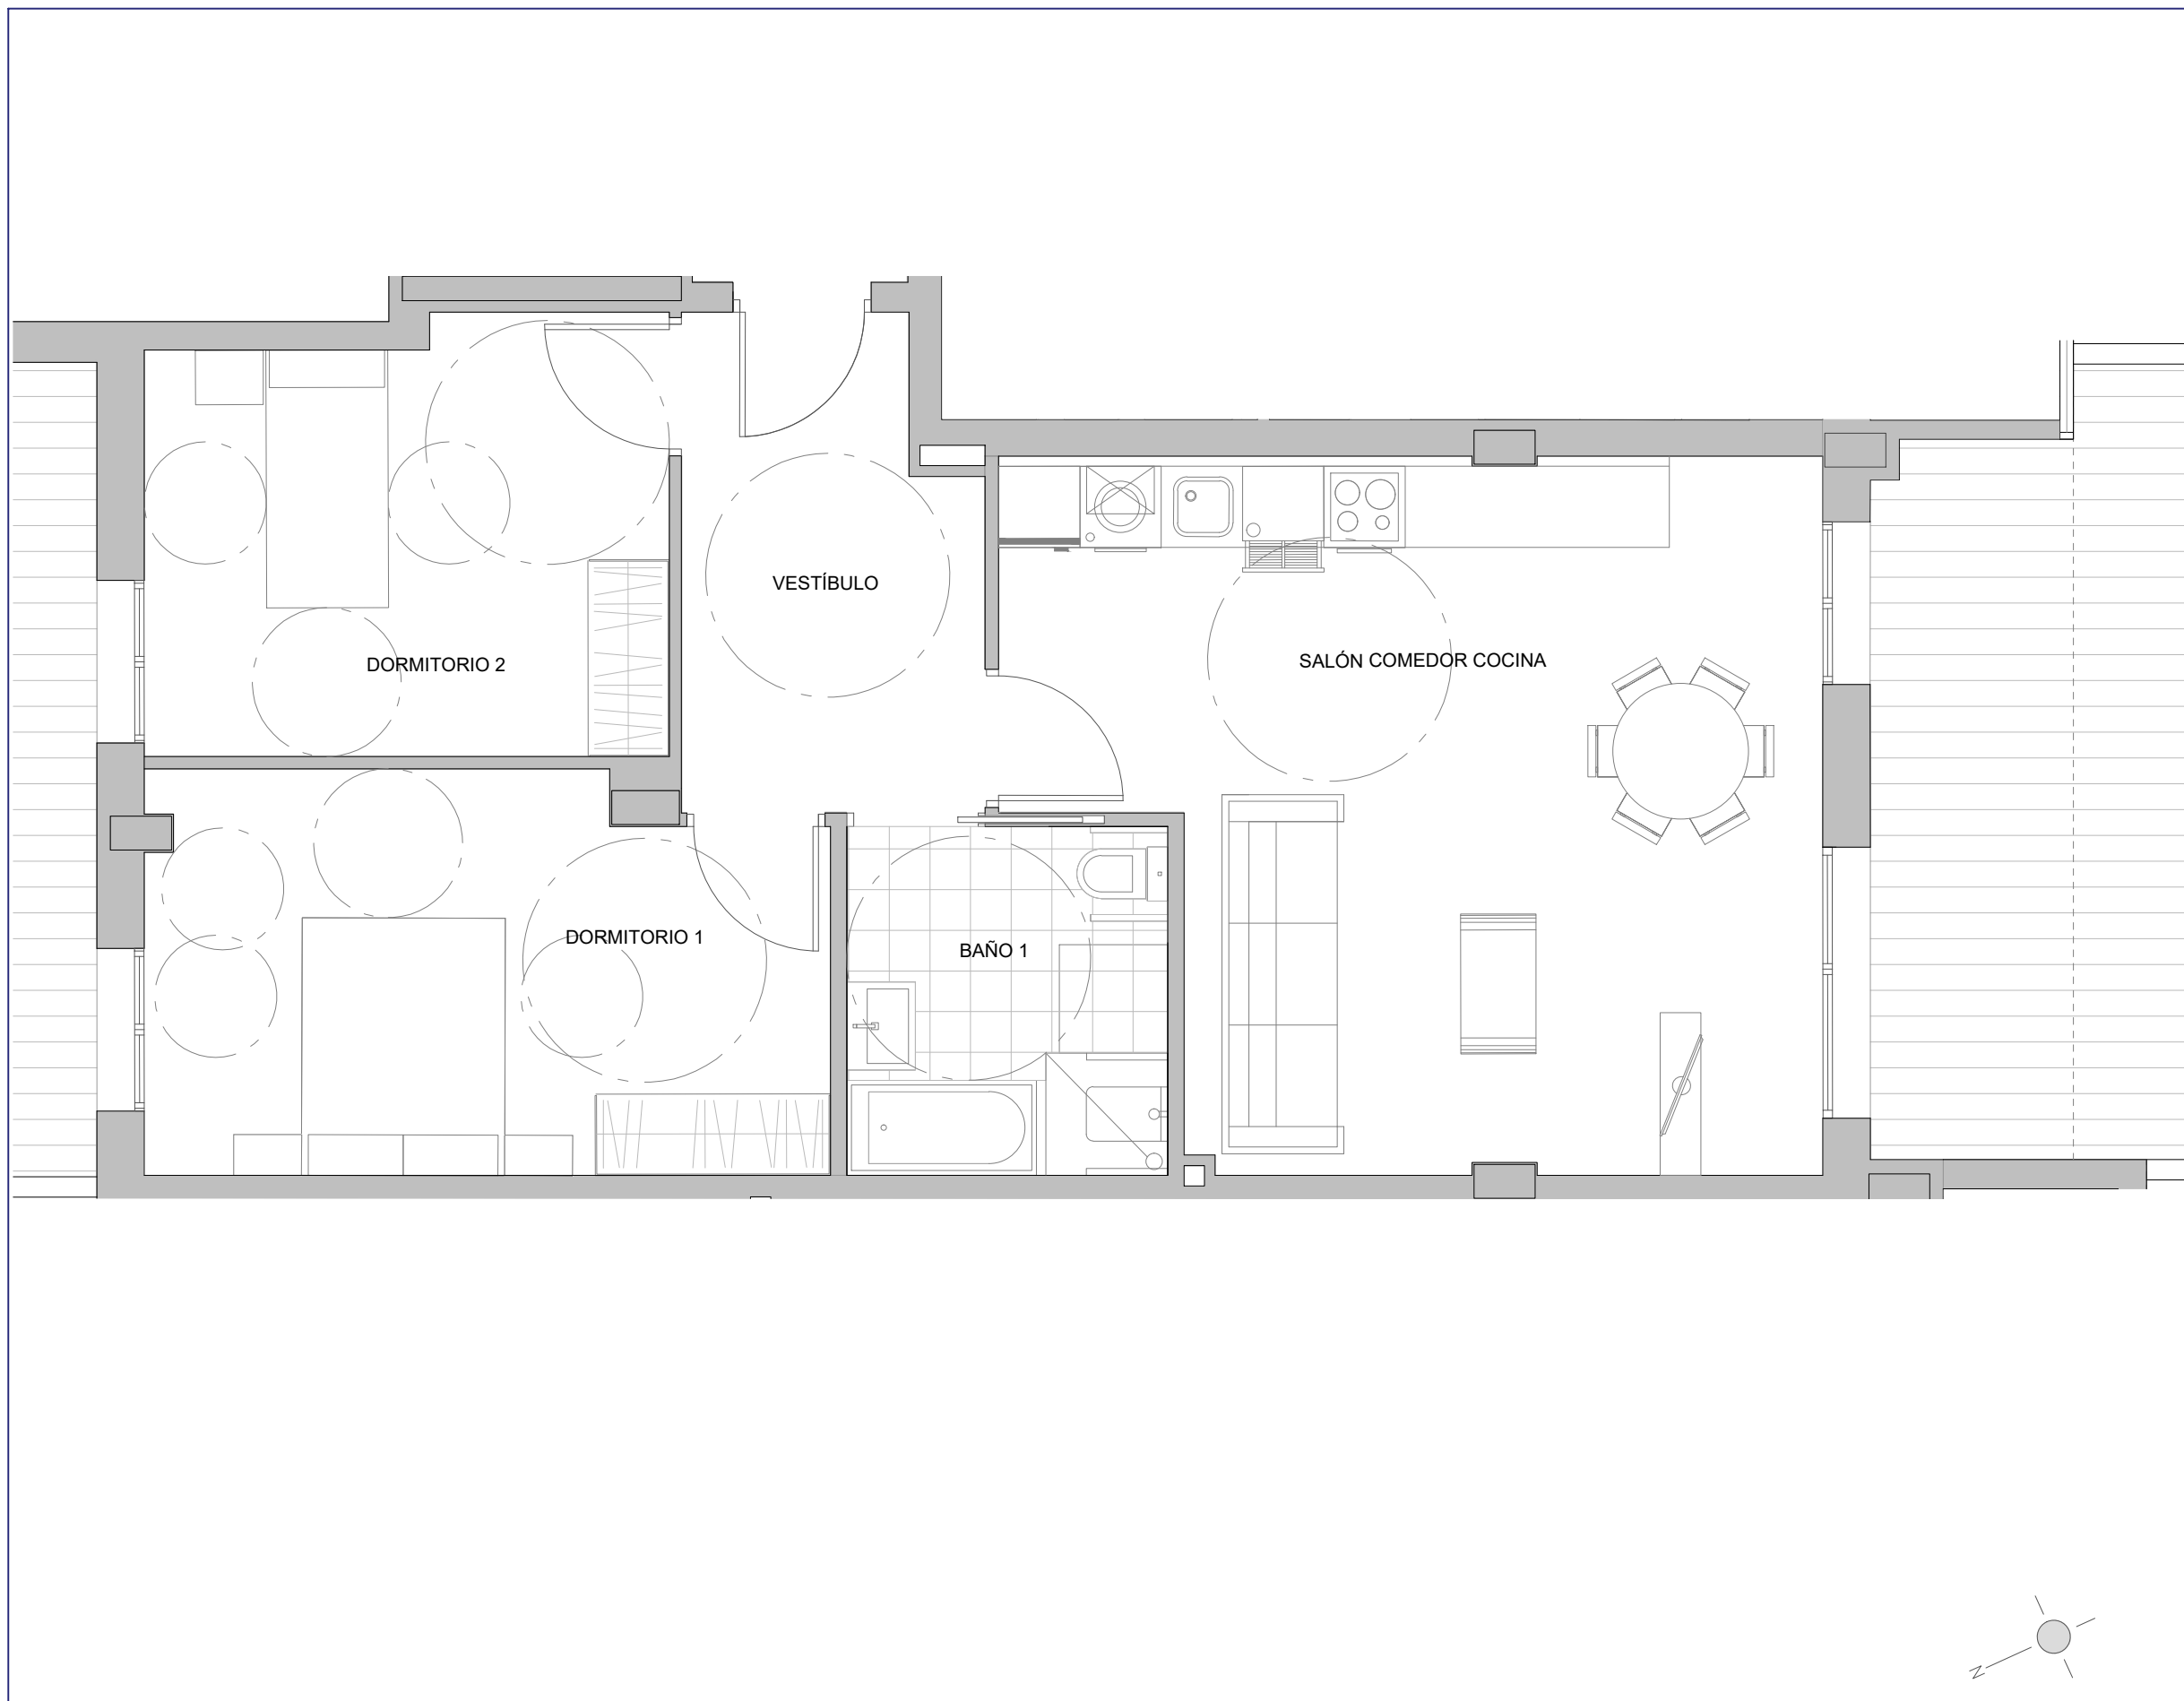 VESTÍBULO
DORMITORIO 2
SALÓN COMEDOR COCINA
DORMITORIO 1
BAÑO 1
N